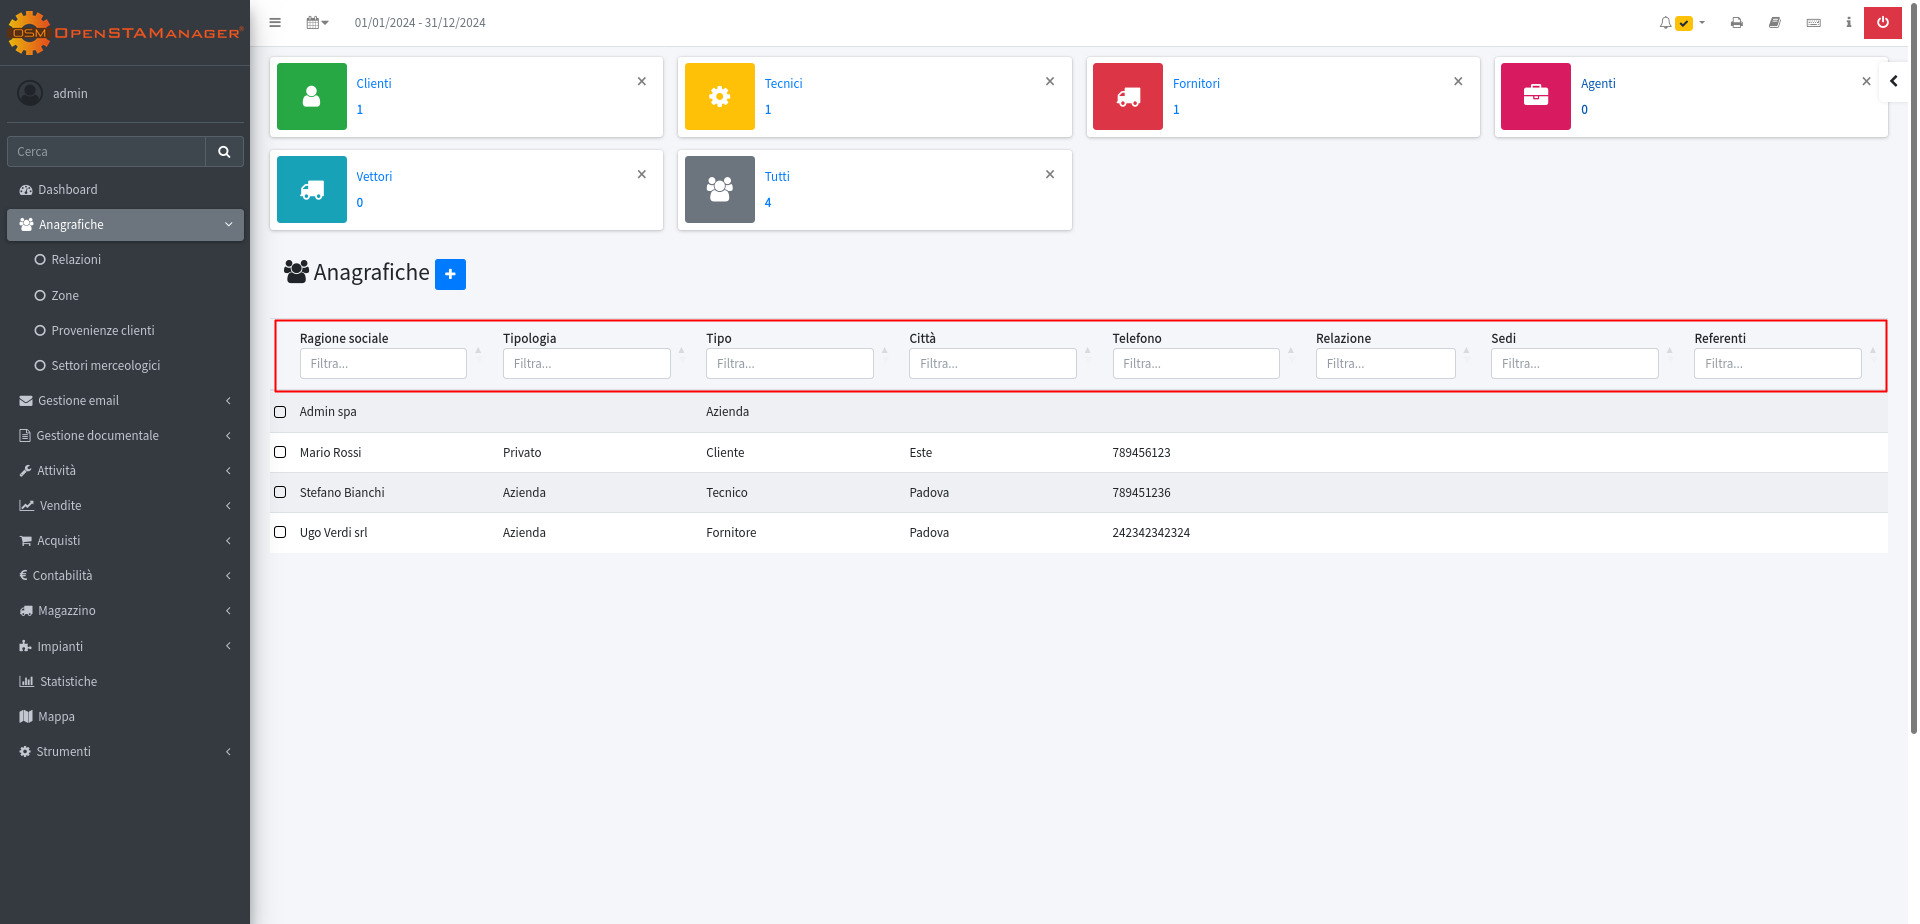 OSM OPENSTAMANAGER®
01/01/2024 - 31/12/2024
admin
Cerca
Dashboard
Anagrafiche
Relazioni
Zone
Provenienze clienti
Settori merceologici
Gestione email
Gestione documentale
Attività
Vendite
Acquisti
Contabilità
Magazzino
Impianti
Statistiche
Mappa
Strumenti
Clienti
1
Tecnici
1
Fornitori
1
Agenti
0
Vettori
0
Tutti
4
Anagrafiche
Ragione sociale Tipologia Tipo Città Telefono Relazione Sedi Referenti
Filtra... Filtra... Filtra... Filtra... Filtra... Filtra... Filtra... Filtra...
Admin spa Azienda
Mario Rossi Privato Cliente Este 789456123
Stefano Bianchi Azienda Tecnico Padova 789451236
Ugo Verdi srl Azienda Fornitore Padova 242342342324